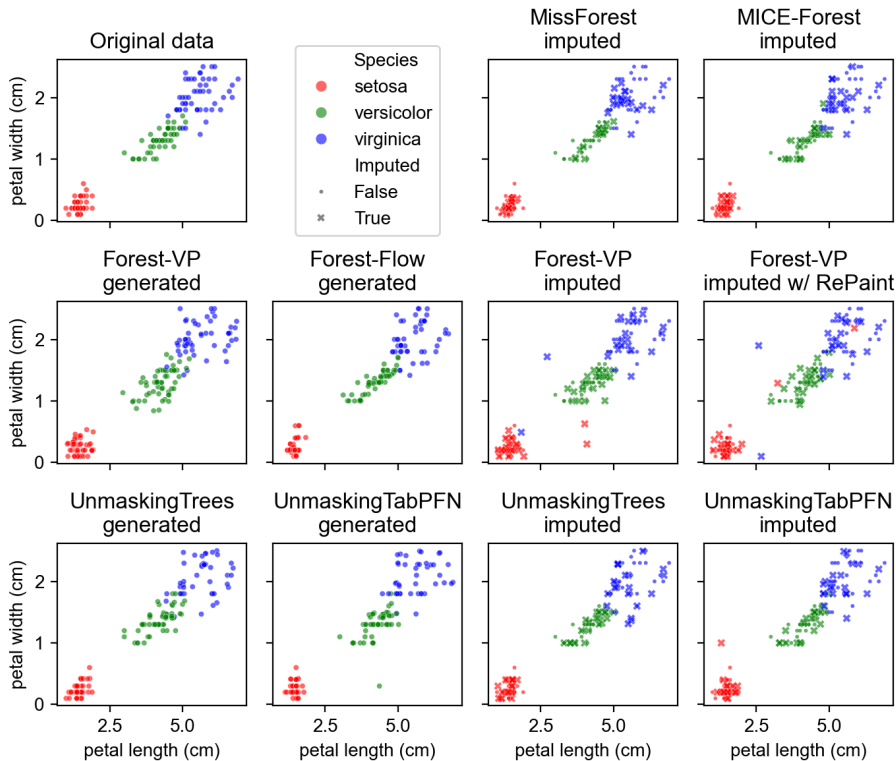 Original data
MissForest
imputed
MICE-Forest
imputed
petal width (cm)
2
1
0
Species
setosa
versicolor
virginica
Imputed
False
True
Forest-VP
generated
Forest-Flow
generated
Forest-VP
imputed
Forest-VP
imputed w/ RePaint
petal width (cm)
2
1
0
UnmaskingTrees
generated
UnmaskingTabPFN
generated
UnmaskingTrees
imputed
UnmaskingTabPFN
imputed
petal width (cm)
2
1
0
2.5 5.0
petal length (cm)
2.5 5.0
petal length (cm)
2.5 5.0
petal length (cm)
2.5 5.0
petal length (cm)